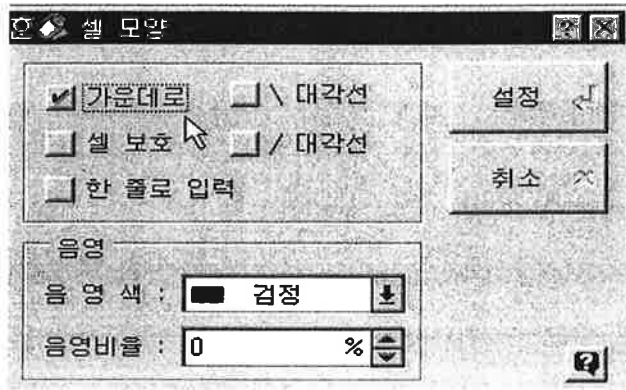 셀 모양
가운데로 \ 대각선
셀 보호 / 대각선
한 줄로 입력
설정
취소
음영
음 영 색 : 검정
음영비율 : 0 %